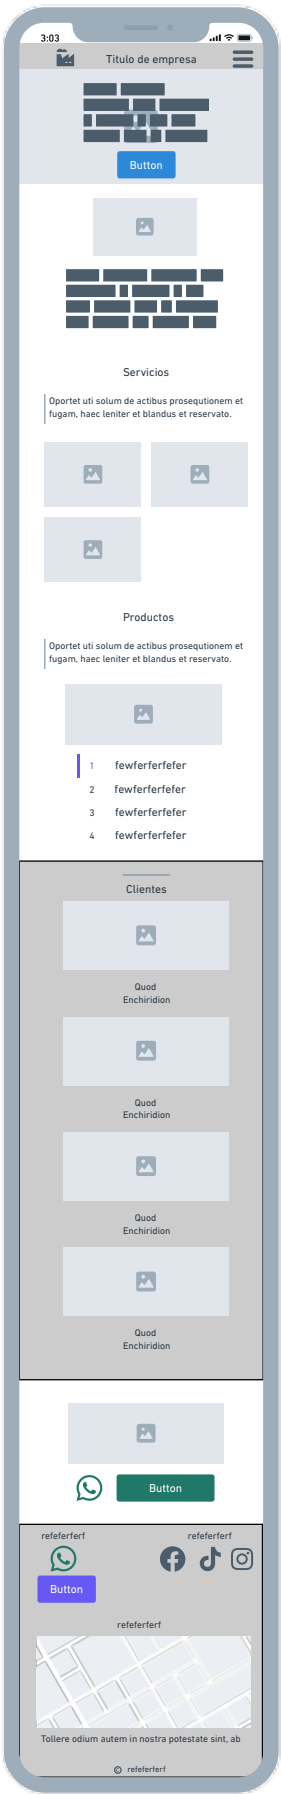 3:03
Titulo de empresa
Button
Servicios
Oportet uti solum de actibus prosequtionem et
fugam, haec leniter et blandus et reservato.
Productos
Oportet uti solum de actibus prosequtionem et
fugam, haec leniter et blandus et reservato.
1 fewferferfefer
2 fewferferfefer
3 fewferferfefer
4 fewferferfefer
Clientes
Quod
Enchiridion
Quod
Enchiridion
Quod
Enchiridion
Quod
Enchiridion
Button
refeferferf refeferferf
Button
refeferferf
Tollere odium autem in nostra potestate sint, ab
© refeferferf